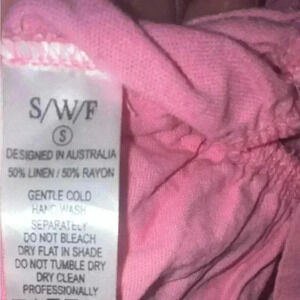 S/W/F
S
DESIGNED IN AUSTRALIA
50% LINEN / 50% RAYON
GENTLE COLD
HAND WASH
SEPARATELY
DO NOT BLEACH
DRY FLAT IN SHADE
DO NOT TUMBLE DRY
DRY CLEAN
PROFESSIONALLY